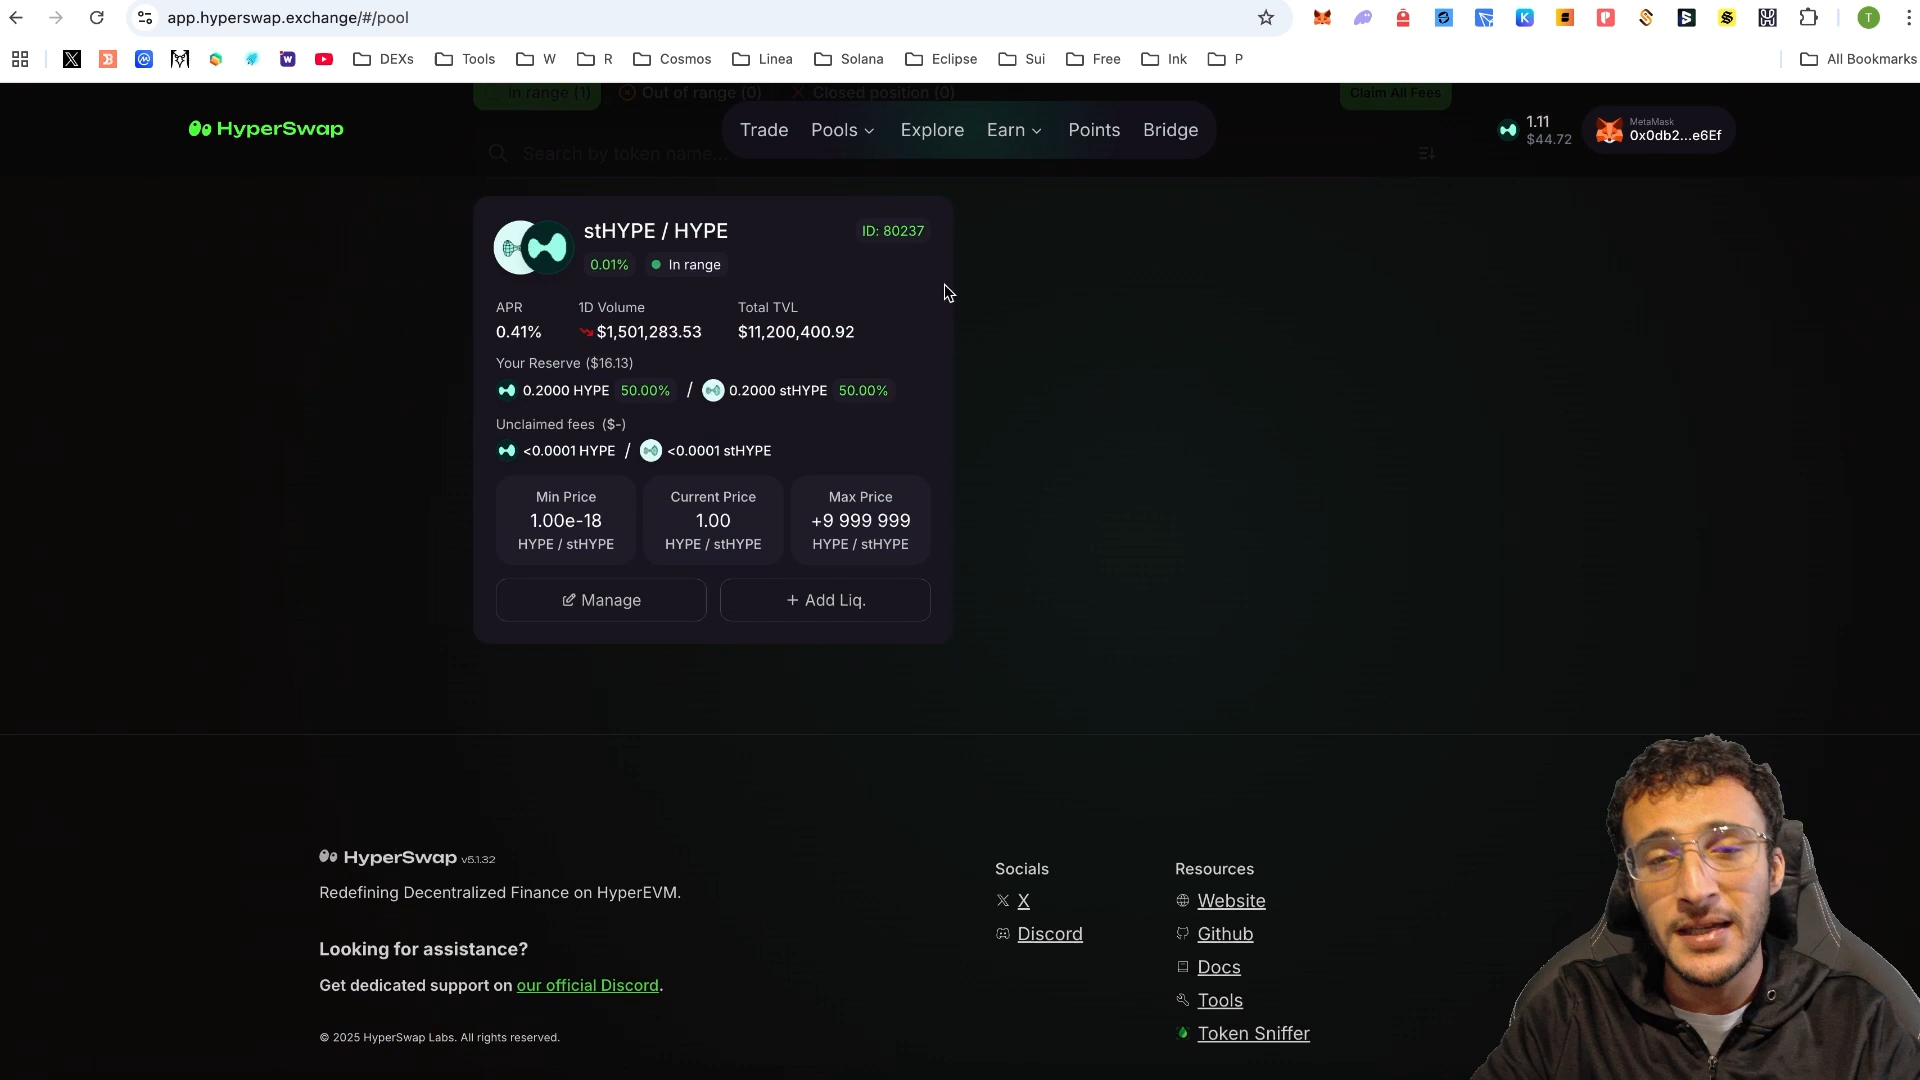 app.hyperswap.exchange/#/pool
T
DEXs
Tools
W
R
Cosmos
Linea
Solana
Eclipse
Sui
Free
Ink
P
All Bookmarks
In range (1)
Out of range (0)
Closed position (0)
Claim All Fees
HyperSwap
Trade
Pools
Explore
Earn
Points
Bridge
1.11
$44.72
MetaMask
0x0db2...e6Ef
Search by token name...
stHYPE / HYPE
ID: 80237
0.01%
In range
APR
1D Volume
Total TVL
0.41%
$1,501,283.53
$11,200,400.92
Your Reserve ($16.13)
0.2000 HYPE 50.00% / 0.2000 stHYPE 50.00%
Unclaimed fees ($-)
<0.0001 HYPE / <0.0001 stHYPE
Min Price
1.00e-18
HYPE / stHYPE
Current Price
1.00
HYPE / stHYPE
Max Price
+9 999 999
HYPE / stHYPE
Manage
+ Add Liq.
HyperSwap v5.1.32
Redefining Decentralized Finance on HyperEVM.
Looking for assistance?
Get dedicated support on our official Discord.
© 2025 HyperSwap Labs. All rights reserved.
Socials
X
Discord
Resources
Website
Github
Docs
Tools
Token Sniffer